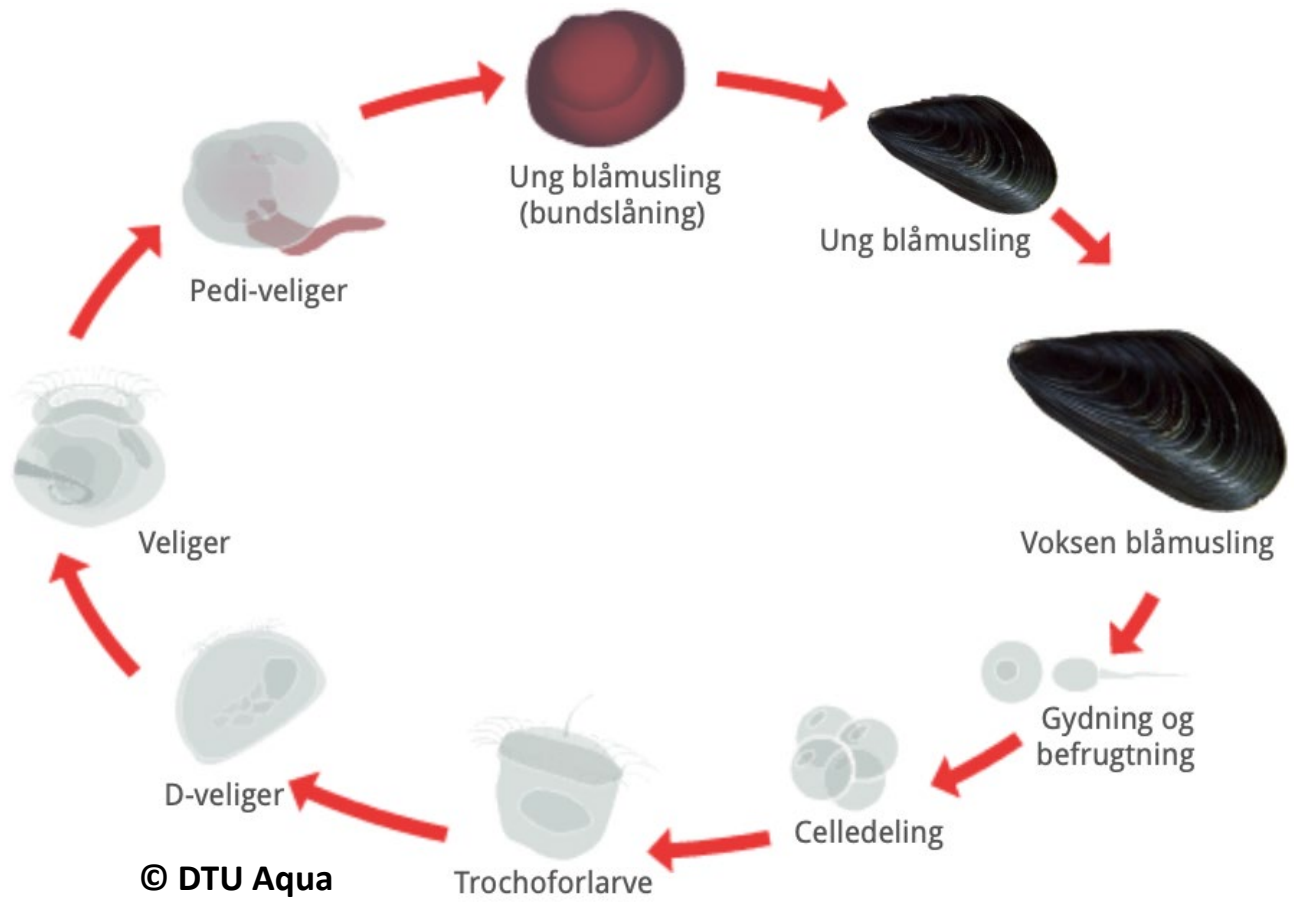 Ung blåmusling
(bundslåning)
Ung blåmusling
Pedi-veliger
Voksen blåmusling
Veliger
Gydning og
befrugtning
D-veliger
Celledeling
Trochoforlarve
© DTU Aqua